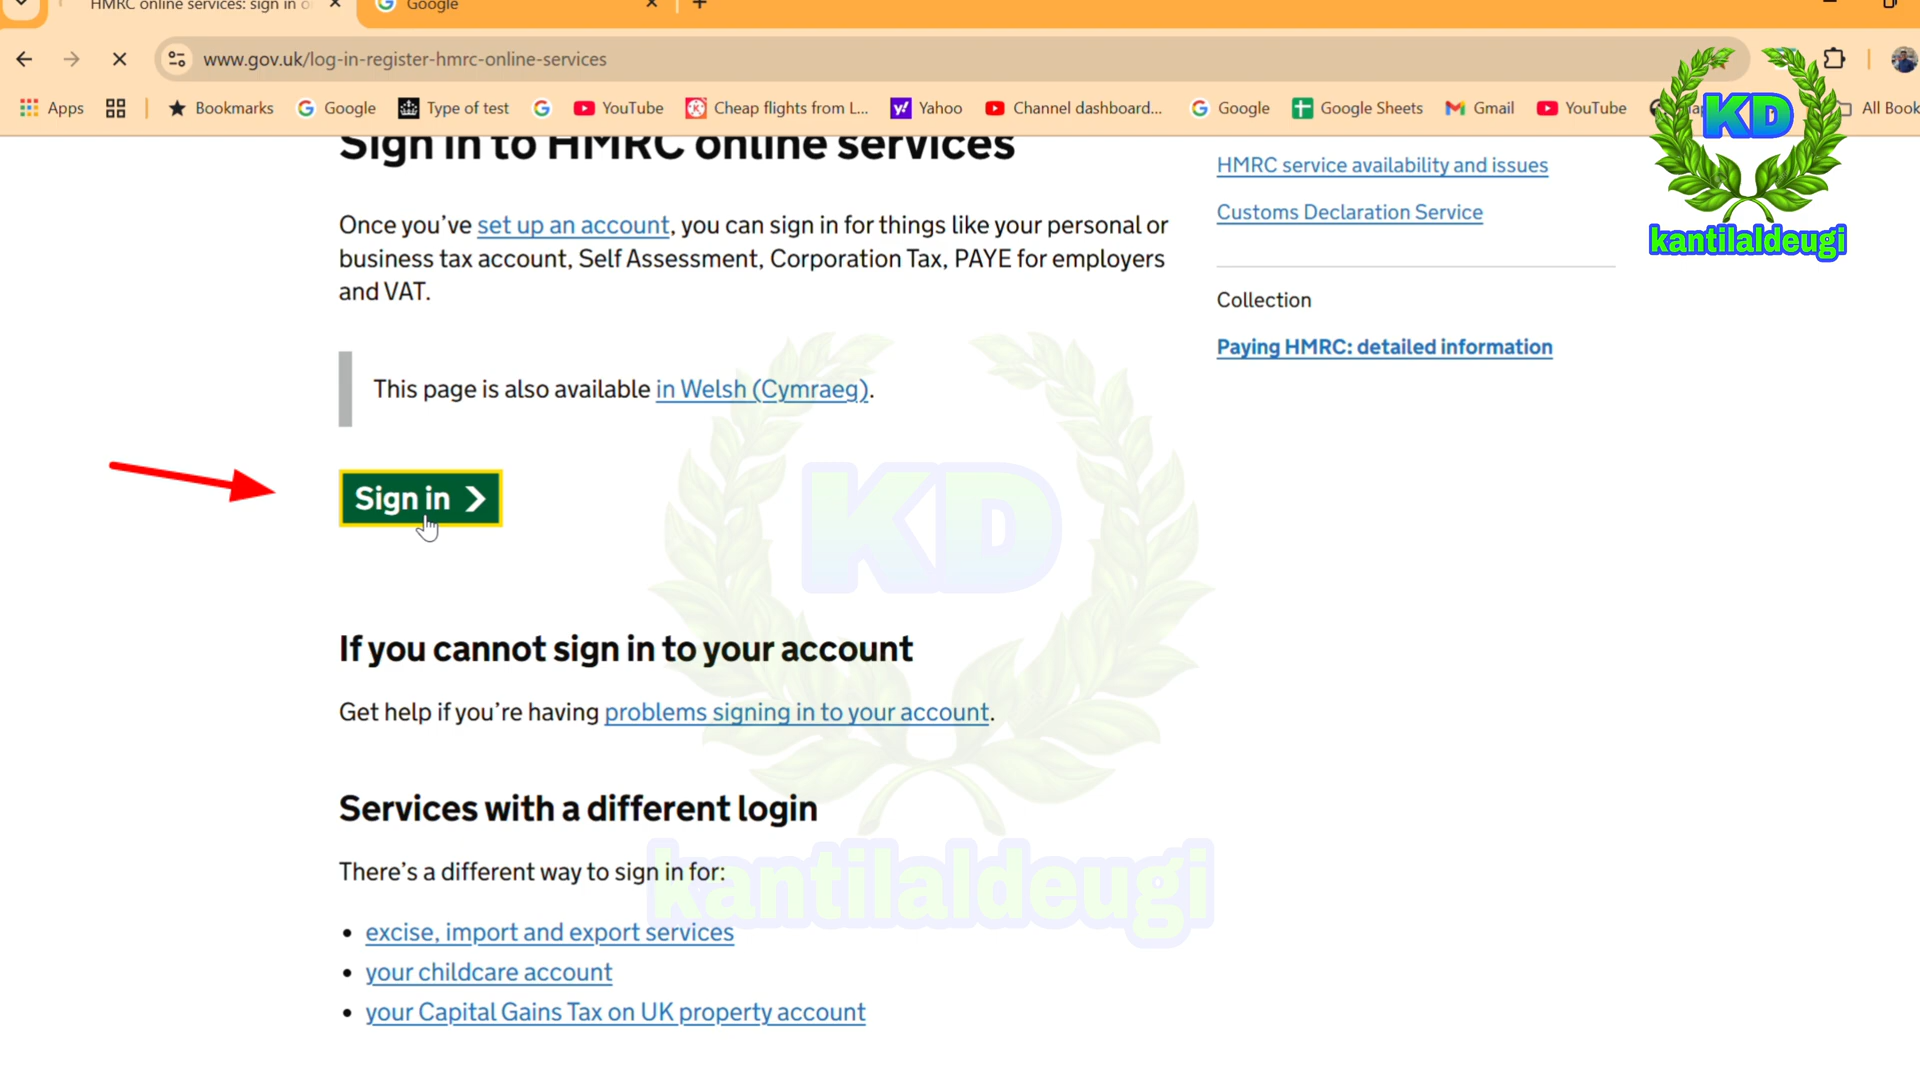 HMRC online services: sign in o
Google
www.gov.uk/log-in-register-hmrc-online-services
Apps
Bookmarks
Google
Type of test
YouTube
Cheap flights from L...
Yahoo
Channel dashboard...
Google
Google Sheets
Gmail
YouTube
All Book
KD
kantilaldeugi
Sign in to HMRC online services
Once you’ve set up an account, you can sign in for things like your personal or
business tax account, Self Assessment, Corporation Tax, PAYE for employers
and VAT.
This page is also available in Welsh (Cymraeg).
Sign in
If you cannot sign in to your account
Get help if you’re having problems signing in to your account.
Services with a different login
There’s a different way to sign in for:
excise, import and export services
your childcare account
your Capital Gains Tax on UK property account
HMRC service availability and issues
Customs Declaration Service
Collection
Paying HMRC: detailed information
KD
kantilaldeugi